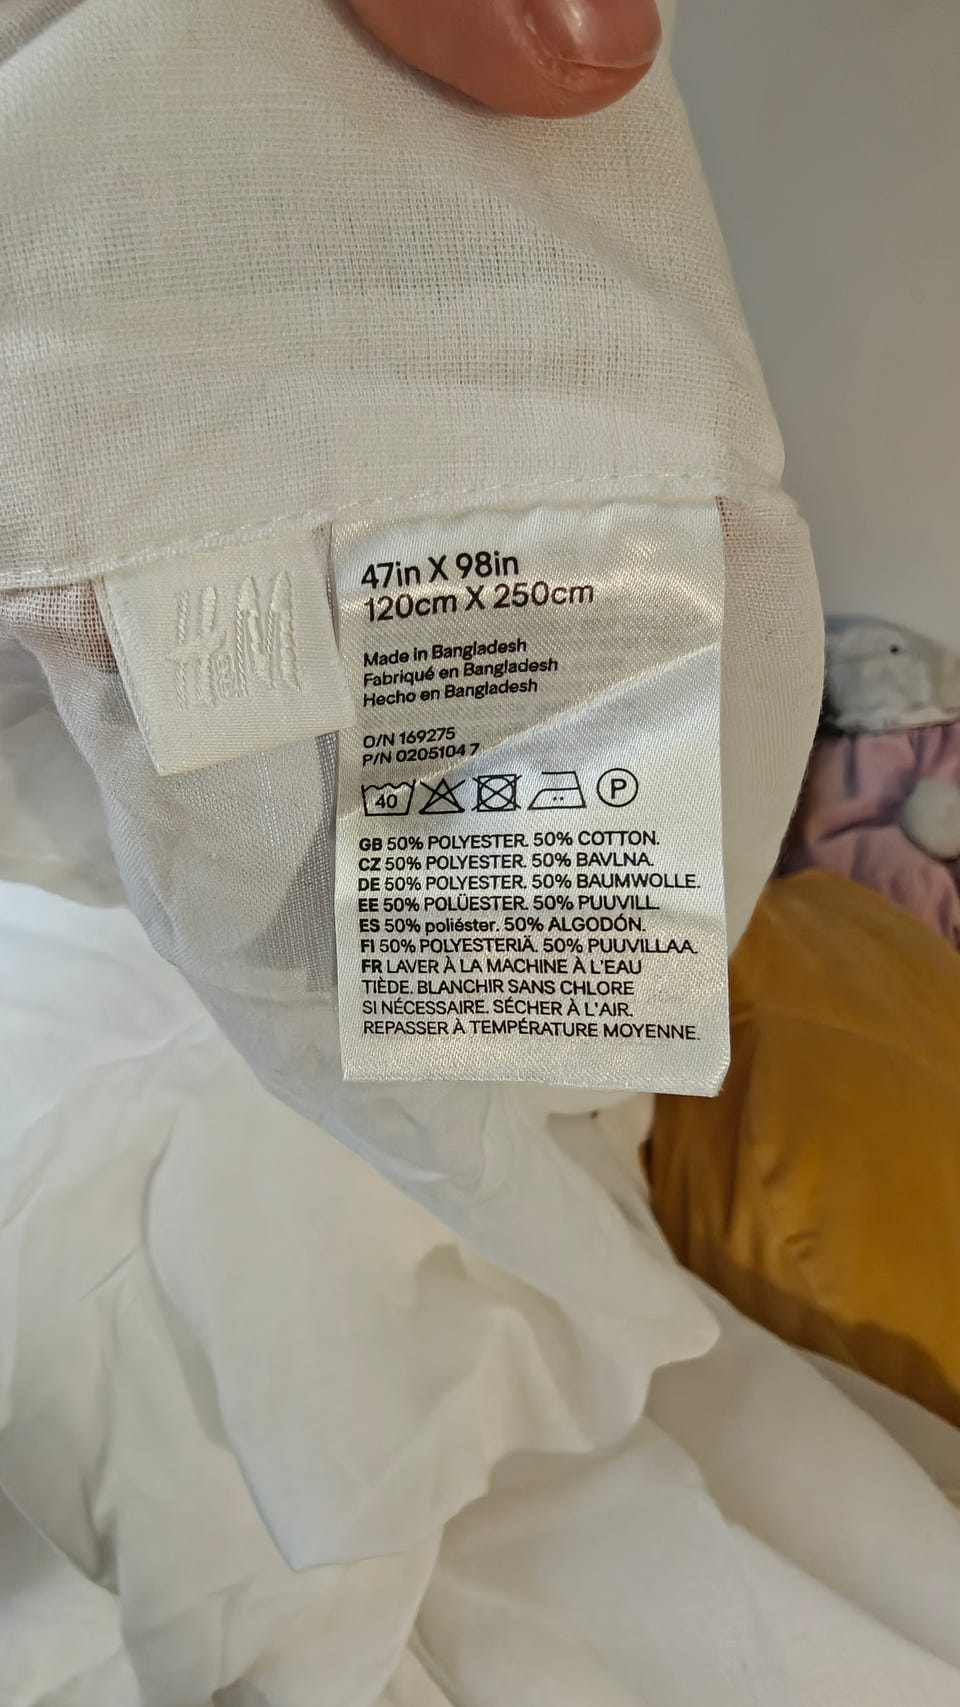 H&M
47in X 98in
120cm X 250cm
Made in Bangladesh
Fabriqué en Bangladesh
Hecho en Bangladesh
O/N 169275
P/N 0205104 7
40 P
GB 50% POLYESTER. 50% COTTON.
CZ 50% POLYESTER. 50% BAVLNA.
DE 50% POLYESTER. 50% BAUMWOLLE.
EE 50% POLÜESTER. 50% PUUVILL.
ES 50% poliéster. 50% ALGODÓN.
FI 50% POLYESTERIÄ. 50% PUUVILLAA.
FR LAVER À LA MACHINE À L'EAU
TIÈDE. BLANCHIR SANS CHLORE
SI NÉCESSAIRE. SÉCHER À L'AIR.
REPASSER À TEMPÉRATURE MOYENNE.